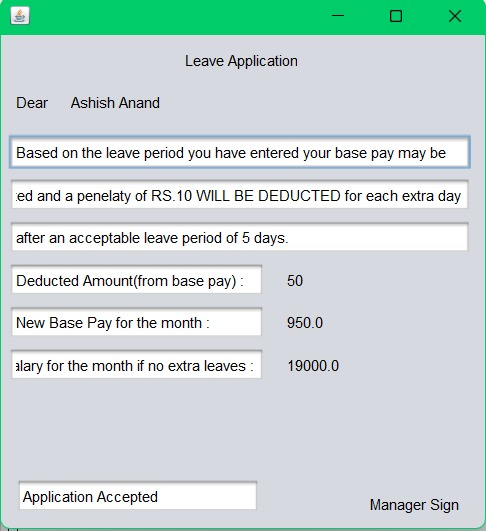 Leave Application
Dear Ashish Anand
Based on the leave period you have entered your base pay may be
and a penelaty of RS.10 WILL BE DEDUCTED for each extra day
after an acceptable leave period of 5 days.
Deducted Amount(from base pay) : 50
New Base Pay for the month : 950.0
for the month if no extra leaves : 19000.0
Application Accepted
Manager Sign